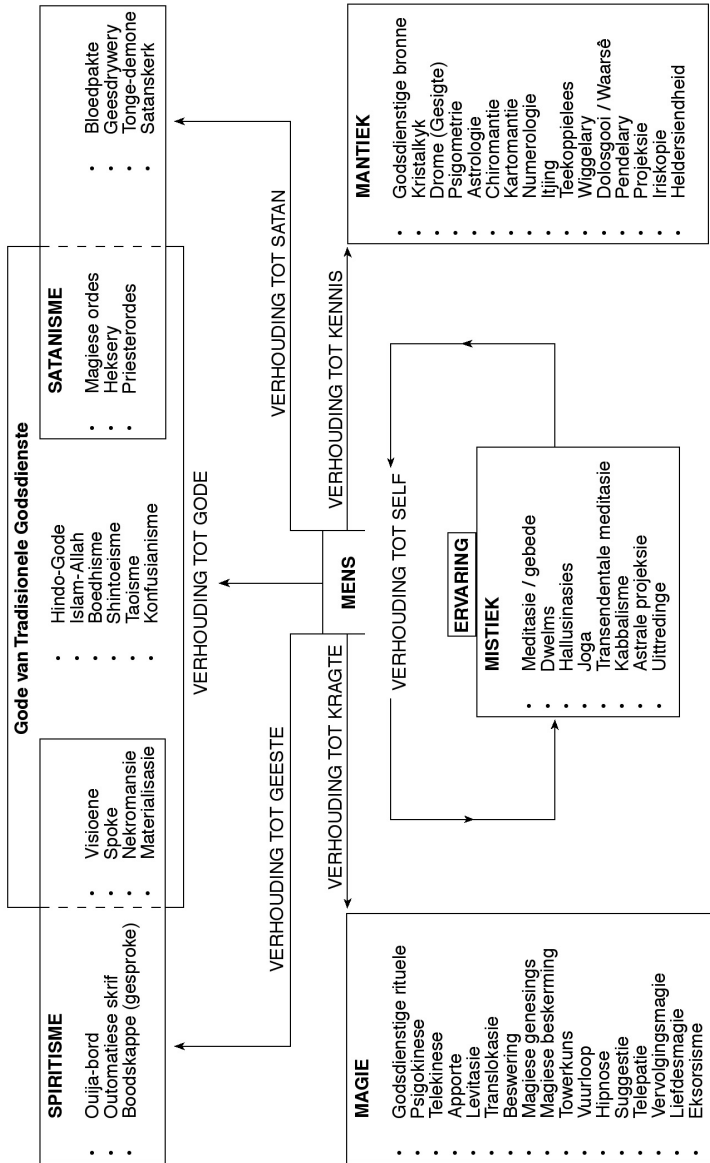 Gode van Tradisionele Godsdienste
SPIRITISME
• Ouija-bord
• Outomatiese skrif
• Boodskappe (gesproke)
• Visioene
• Spoke
• Nekromansie
• Materialisasie
• Hindo-Gode
• Islam-Allah
• Boedhisme
• Shintoeisme
• Taoisme
• Konfusianisme
SATANISME
• Magiese ordes
• Heksery
• Priesterordes
• Bloedpakte
• Geesdrywery
• Tonge-demone
• Satanskerk
VERHOUDING TOT GODE
VERHOUDING TOT GEESTE
VERHOUDING TOT SATAN
MENS
VERHOUDING TOT KRAGTE
VERHOUDING TOT KENNIS
MAGIE
• Godsdienstige rituele
• Psigokinese
• Telekinese
• Apporte
• Levitasie
• Translokasie
• Beswering
• Magiese genesings
• Magiese beskerming
• Towerkuns
• Vuurloop
• Hipnose
• Suggestie
• Telepatie
• Vervolgingsmagie
• Liefdesmagie
• Eksorsisme
VERHOUDING TOT SELF
ERVARING
MISTIEK
• Meditasie / gebede
• Dwelms
• Hallusinasies
• Joga
• Transendentale meditasie
• Kabbalisme
• Astrale projeksie
• Uittredinge
MANTIEK
• Godsdienstige bronne
• Kristalkyk
• Drome (Gesigte)
• Psigometrie
• Astrologie
• Chiromantie
• Kartomantie
• Numerologie
• Itjing
• Teekoppielees
• Wiggelary
• Dolosgooi / Waarsê
• Pendelary
• Projeksie
• Iriskopie
• Heldersiendheid